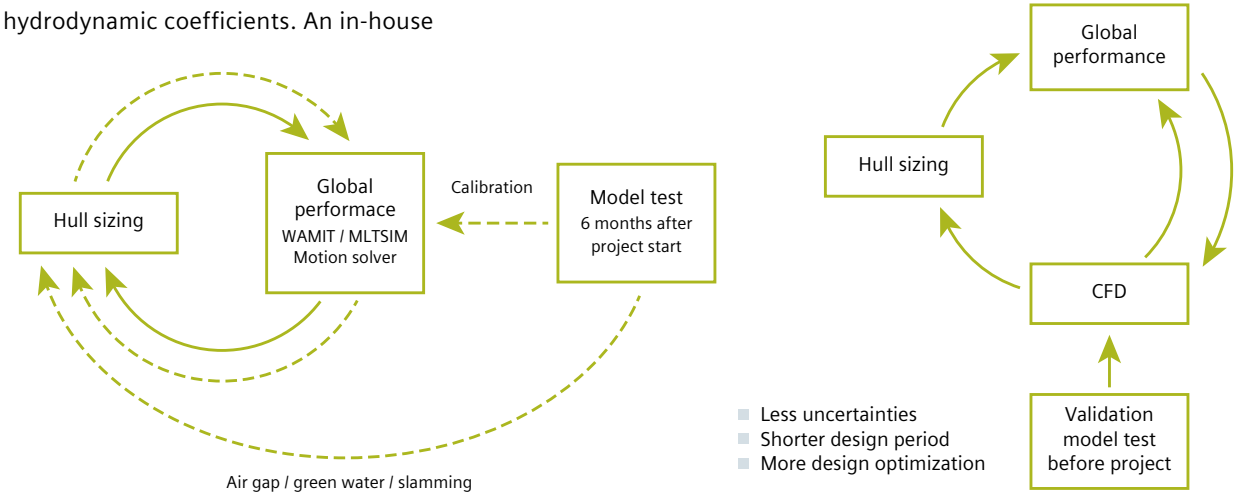 hydrodynamic coefficients. An in-house
Hull sizing
Global
performace
WAMIT / MLTSIM
Motion solver
Calibration
Model test
6 months after
project start
Air gap / green water / slamming
Global
performance
Hull sizing
CFD
Validation
model test
before project
Less uncertainties
Shorter design period
More design optimization